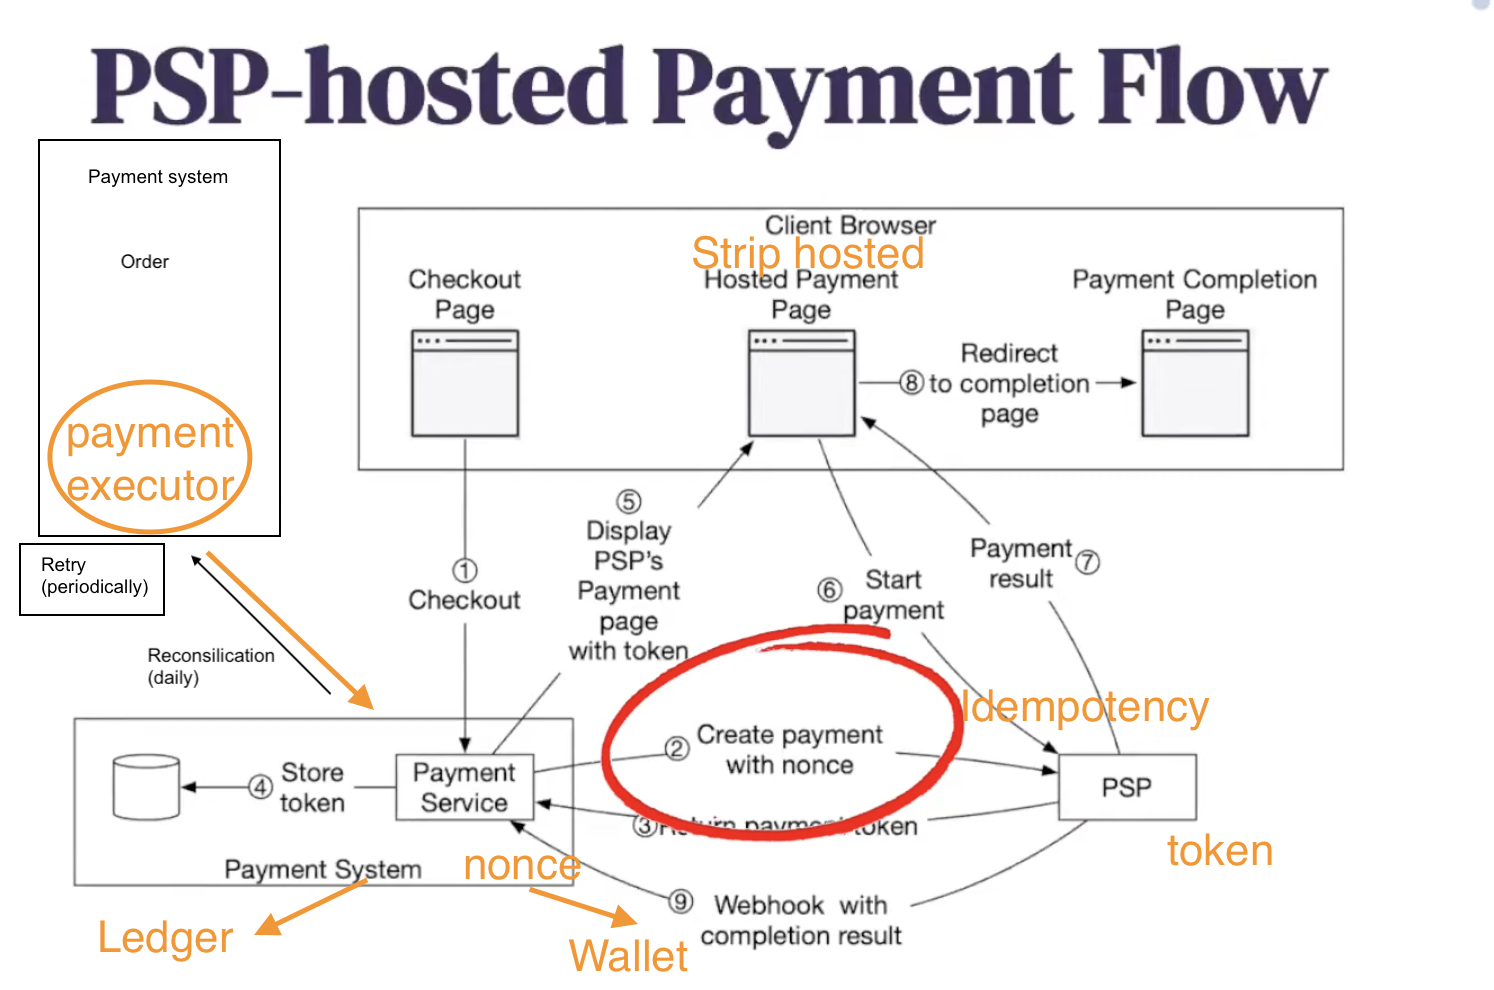 PSP-hosted Payment Flow
Payment system
Order
payment
executor
Retry
(periodically)
Reconsilication
(daily)
Client Browser
Strip hosted
Checkout
Page
Hosted Payment
Page
Payment Completion
Page
Redirect
⑧ to completion
page
①
Checkout
⑤
Display
PSP's
Payment
page
with token
⑥ Start
payment
Payment ⑦
result
Idempotency
② Create payment
with nonce
③ Return payment token
④ Store
token
Payment
Service
PSP
token
Payment System
nonce
⑨ Webhook with
completion result
Ledger
Wallet